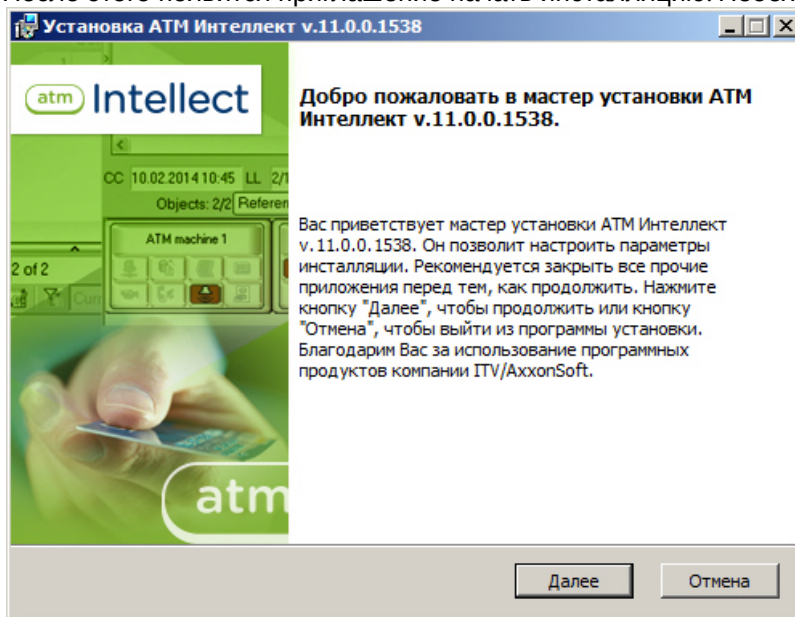 Установка АТМ Интеллект v.11.0.0.1538
atm Intellect
Добро пожаловать в мастер установки АТМ
Интеллект v.11.0.0.1538.
CC 10.02.2014 10:45 LL
Objects: 2/2
ATM machine 1
2 of 2
Вас приветствует мастер установки АТМ Интеллект
v.11.0.0.1538. Он позволит настроить параметры
инсталляции. Рекомендуется закрыть все прочие
приложения перед тем, как продолжить. Нажмите
кнопку "Далее", чтобы продолжить или кнопку
"Отмена", чтобы выйти из программы установки.
Благодарим Вас за использование программных
продуктов компании ITV/AxxonSoft.
atm
Далее Отмена